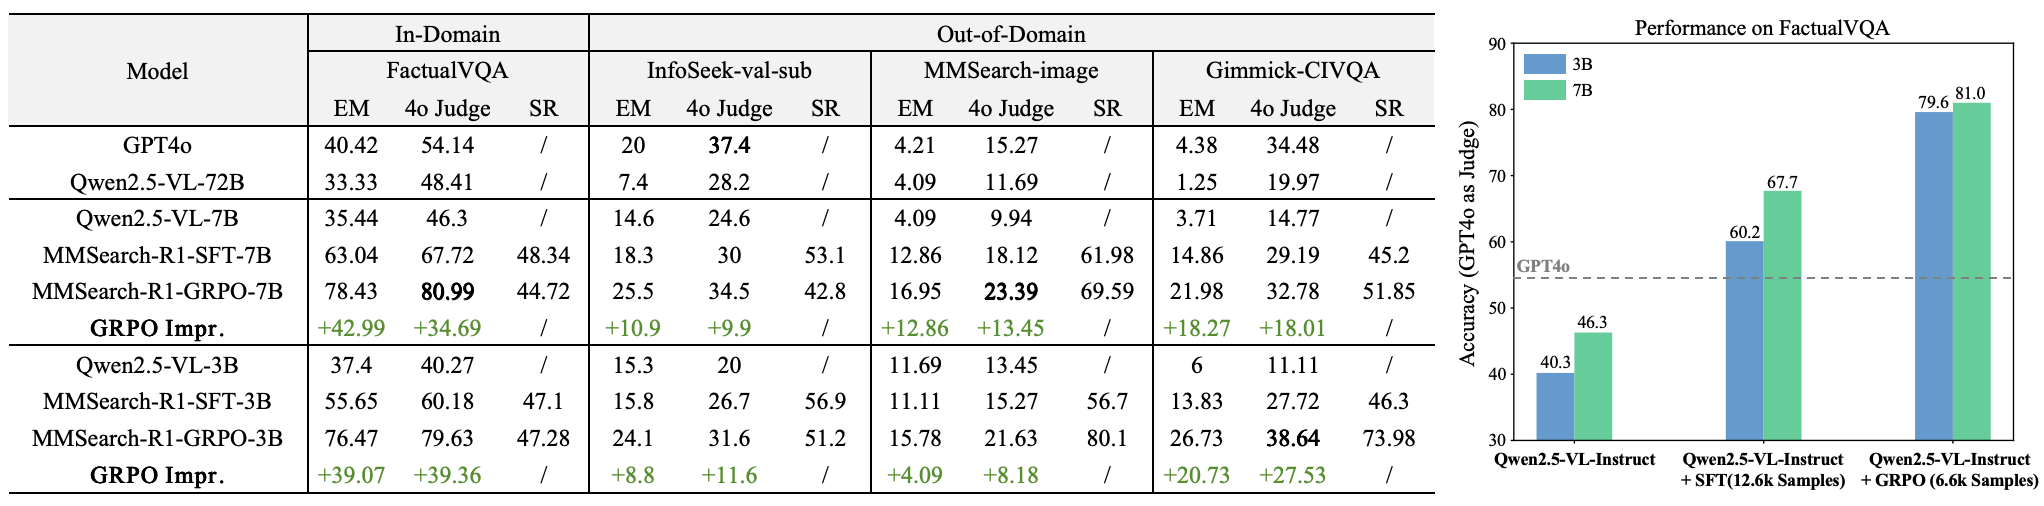 Model In-Domain Out-of-Domain
FactualVQA InfoSeek-val-sub MMSearch-image Gimmick-CIVQA
EM 4o Judge SR EM 4o Judge SR EM 4o Judge SR EM 4o Judge SR
GPT4o 40.42 54.14 / 20 37.4 / 4.21 15.27 / 4.38 34.48 /
Qwen2.5-VL-72B 33.33 48.41 / 7.4 28.2 / 4.09 11.69 / 1.25 19.97 /
Qwen2.5-VL-7B 35.44 46.3 / 14.6 24.6 / 4.09 9.94 / 3.71 14.77 /
MMSearch-R1-SFT-7B 63.04 67.72 48.34 18.3 30 53.1 12.86 18.12 61.98 14.86 29.19 45.2
MMSearch-R1-GRPO-7B 78.43 80.99 44.72 25.5 34.5 42.8 16.95 23.39 69.59 21.98 32.78 51.85
GRPO Impr. +42.99 +34.69 / +10.9 +9.9 / +12.86 +13.45 / +18.27 +18.01 /
Qwen2.5-VL-3B 37.4 40.27 / 15.3 20 / 11.69 13.45 / 6 11.11 /
MMSearch-R1-SFT-3B 55.65 60.18 47.1 15.8 26.7 56.9 11.11 15.27 56.7 13.83 27.72 46.3
MMSearch-R1-GRPO-3B 76.47 79.63 47.28 24.1 31.6 51.2 15.78 21.63 80.1 26.73 38.64 73.98
GRPO Impr. +39.07 +39.36 / +8.8 +11.6 / +4.09 +8.18 / +20.73 +27.53 /
Performance on FactualVQA
Accuracy (GPT4o as Judge)
90
80
70
60
50
40
30
3B
7B
GPT4o
40.3
46.3
60.2
67.7
79.6
81.0
Qwen2.5-VL-Instruct
Qwen2.5-VL-Instruct
+ SFT(12.6k Samples)
Qwen2.5-VL-Instruct
+ GRPO (6.6k Samples)